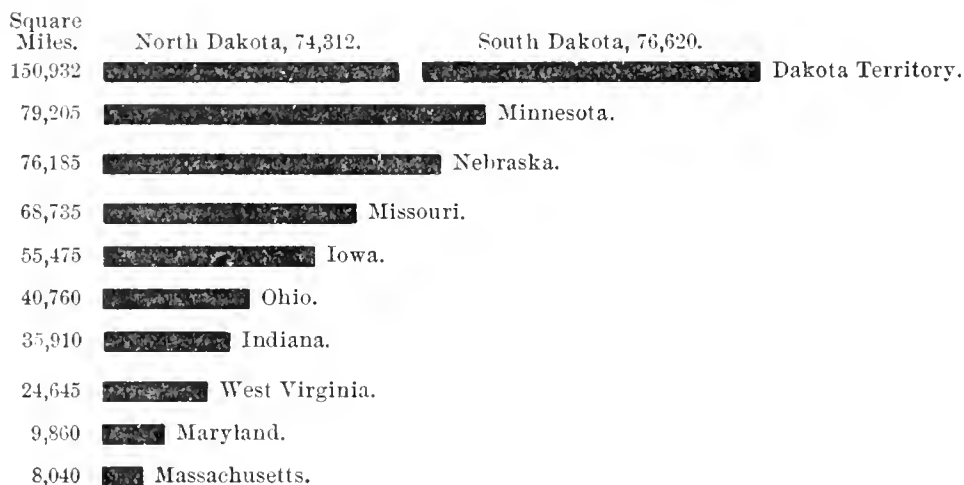 Square
Miles. North Dakota, 74,312. South Dakota, 76,620.
150,932 Dakota Territory.
79,205 Minnesota.
76,185 Nebraska.
68,735 Missouri.
55,475 Iowa.
40,760 Ohio.
35,910 Indiana.
24,645 West Virginia.
9,860 Maryland.
8,040 Massachusetts.